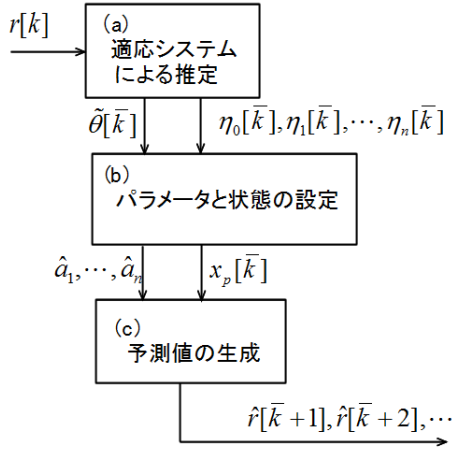 r[k]
(a)
適応システム
による推定
θ̃[k̄]
η₀[k̄],η₁[k̄],⋯,ηₙ[k̄]
(b)
パラメータと状態の設定
â₁,⋯,âₙ
xₚ[k̄]
(c)
予測値の生成
r̂[k̄+1],r̂[k̄+2],⋯